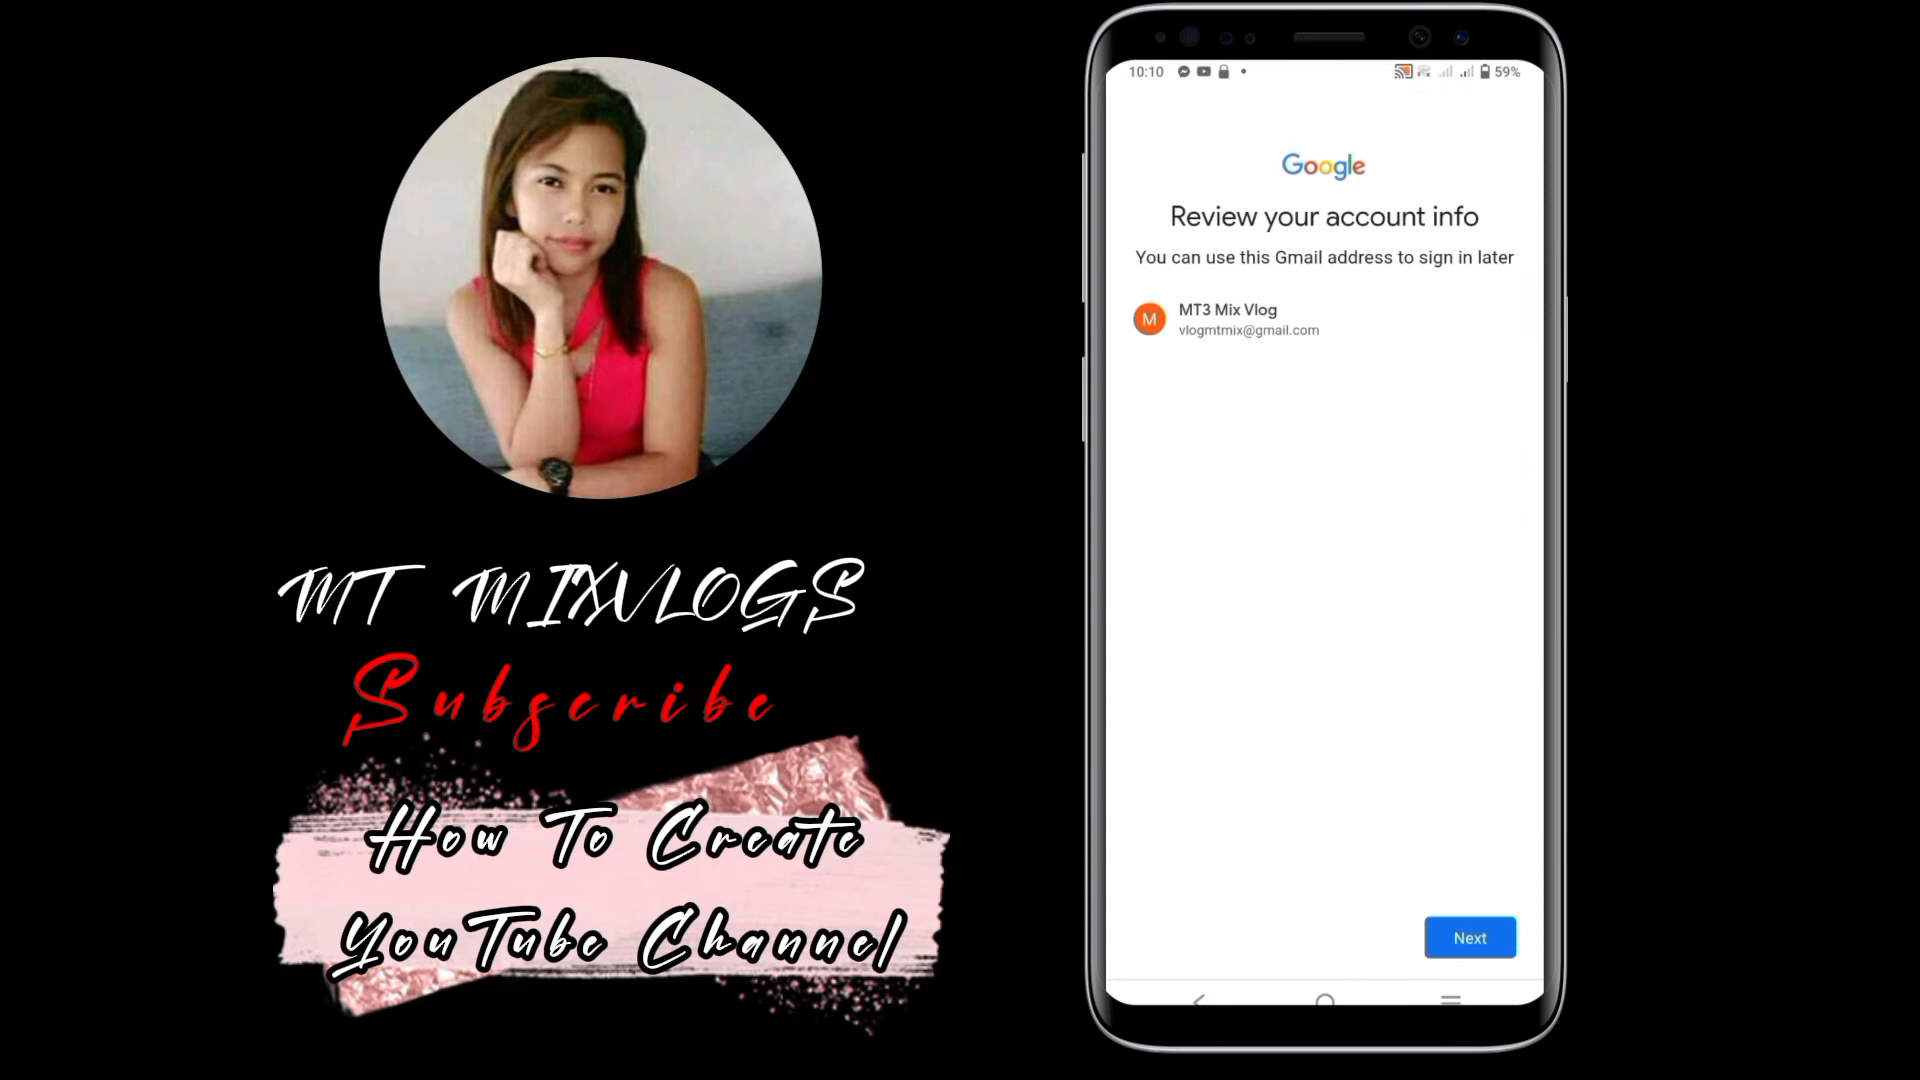 MT MIXVLOGS
Subscribe
How To Create
YouTube Channel
10:10
59%
Google
Review your account info
You can use this Gmail address to sign in later
M
MT3 Mix Vlog
vlogmtmix@gmail.com
Next